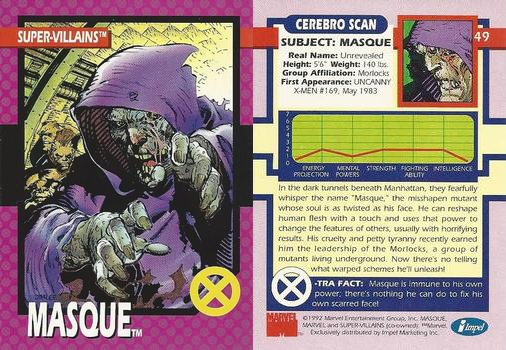 SUPER-VILLAINS™
MASQUE™
CEREBRO SCAN
49
SUBJECT: MASQUE
Real Name: Unrevealed
Height: 5'6" Weight: 140 lbs.
Group Affiliation: Morlocks
First Appearance: UNCANNY
X-MEN #169, May 1983
7
6
5
4
3
2
1
0
ENERGY PROJECTION
MENTAL POWERS
STRENGTH
FIGHTING ABILITY
INTELLIGENCE
In the dark tunnels beneath Manhattan, they fearfully
whisper the name "Masque," the misshapen mutant
whose soul is as twisted as his face. He can reshape
human flesh with a touch and uses that power to
change the features of others, usually with horrifying
results. His cruelty and petty tyranny recently earned
him the leadership of the Morlocks, a group of
mutants living underground. Now there's no telling
what warped schemes he'll unleash!
X-TRA FACT: Masque is immune to his own
power; there's nothing he can do to fix his
own scarred face!
MARVEL
©1992 Marvel Entertainment Group, Inc. MASQUE,
MARVEL and SUPER-VILLAINS (co-owned). ™Marvel.
Exclusively distributed by Impel Marketing Inc.
Impel